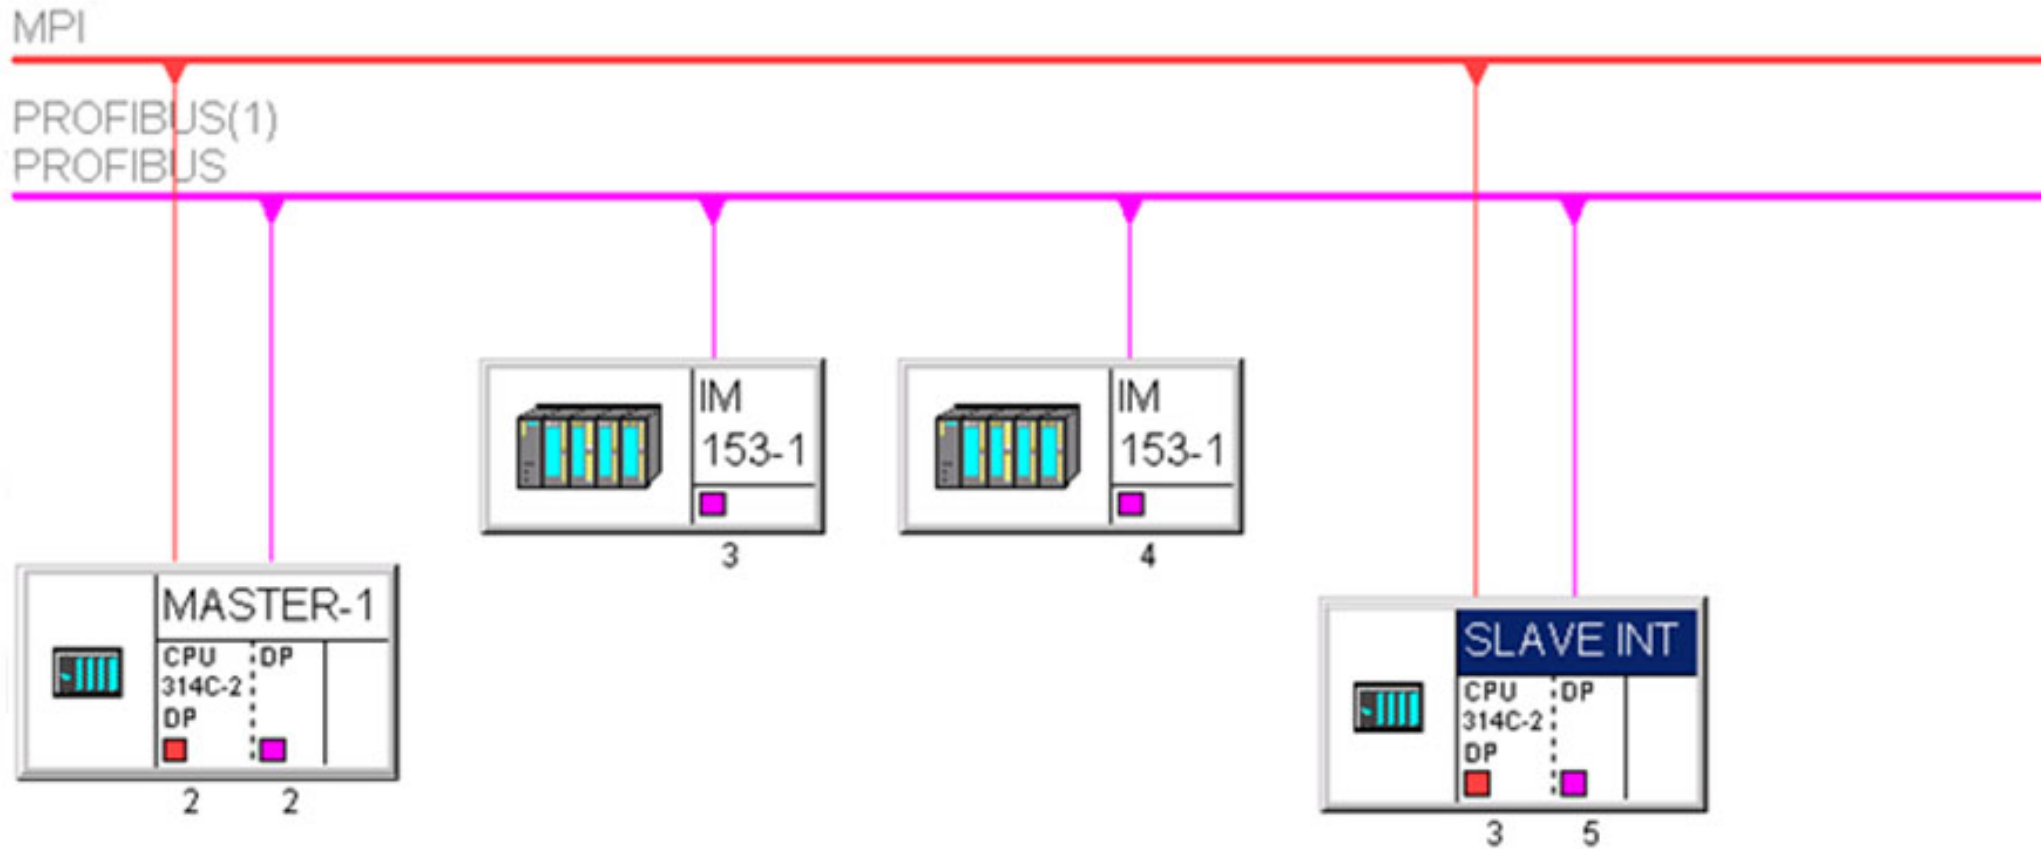 MPI
PROFIBUS(1)
PROFIBUS
IM
153-1
3
IM
153-1
4
MASTER-1
CPU
314C-2
DP
DP
2
2
SLAVE INT
CPU
314C-2
DP
DP
3
5